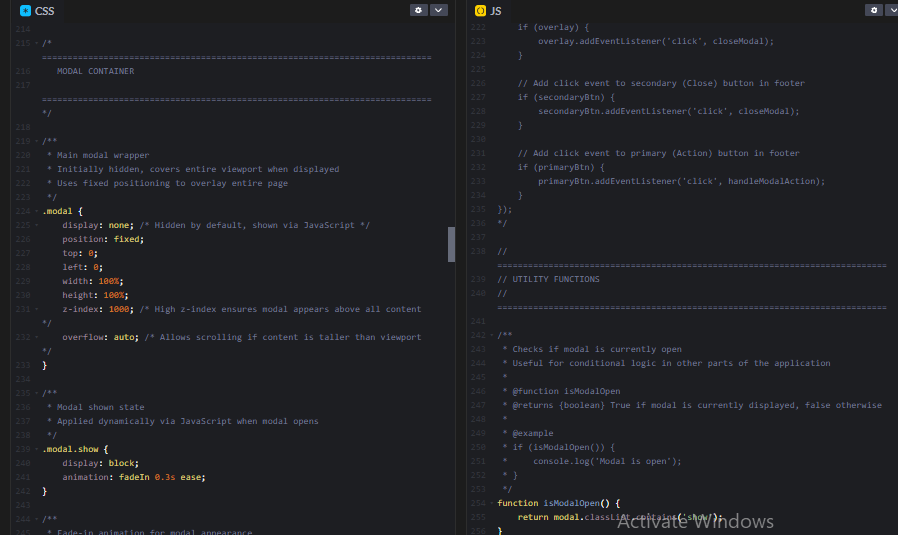 CSS
214
215 /*
============================================================================
216 MODAL CONTAINER
217
============================================================================
*/
218
219 /**
220 * Main modal wrapper
221 * Initially hidden, covers entire viewport when displayed
222 * Uses fixed positioning to overlay entire page
223 */
224 .modal {
225 display: none; /* Hidden by default, shown via JavaScript */
226 position: fixed;
227 top: 0;
228 left: 0;
229 width: 100%;
230 height: 100%;
231 z-index: 1000; /* High z-index ensures modal appears above all content
*/
232 overflow: auto; /* Allows scrolling if content is taller than viewport
*/
233 }
234
235 /**
236 * Modal shown state
237 * Applied dynamically via JavaScript when modal opens
238 */
239 .modal.show {
240 display: block;
241 animation: fadeIn 0.3s ease;
242 }
243
244 /**
245 * Fade-in animation for modal appearance
JS
222 if (overlay) {
223 overlay.addEventListener('click', closeModal);
224 }
225
226 // Add click event to secondary (Close) button in footer
227 if (secondaryBtn) {
228 secondaryBtn.addEventListener('click', closeModal);
229 }
230
231 // Add click event to primary (Action) button in footer
232 if (primaryBtn) {
233 primaryBtn.addEventListener('click', handleModalAction);
234 }
235 });
236 */
237
238 //
============================================================================
239 // UTILITY FUNCTIONS
240 //
============================================================================
241
242 /**
243 * Checks if modal is currently open
244 * Useful for conditional logic in other parts of the application
245 *
246 * @function isModalOpen
247 * @returns {boolean} True if modal is currently displayed, false otherwise
248 *
249 * @example
250 * if (isModalOpen()) {
251 * console.log('Modal is open');
252 * }
253 */
254 function isModalOpen() {
255 return modal.classList.contains('show');
256 }
Activate Windows